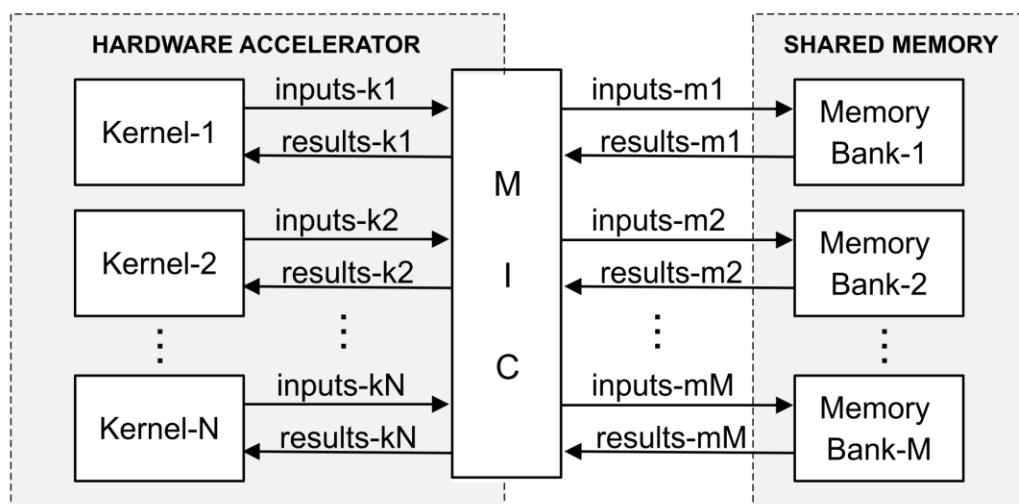 HARDWARE ACCELERATOR
SHARED MEMORY
Kernel-1
inputs-k1
results-k1
inputs-m1
results-m1
Memory
Bank-1
M
I
C
Kernel-2
inputs-k2
results-k2
inputs-m2
results-m2
Memory
Bank-2
Kernel-N
inputs-kN
results-kN
inputs-mM
results-mM
Memory
Bank-M